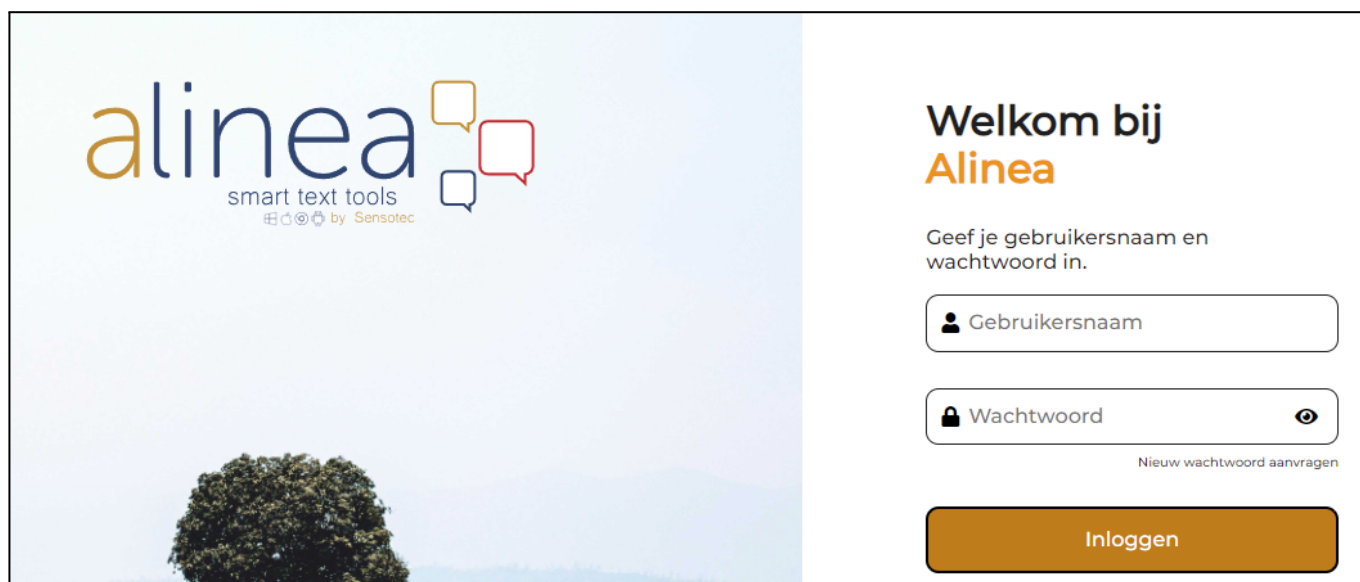 alinea
smart text tools
by Sensotec
Welkom bij
Alinea
Geef je gebruikersnaam en
wachtwoord in.
Gebruikersnaam
Wachtwoord
Nieuw wachtwoord aanvragen
Inloggen